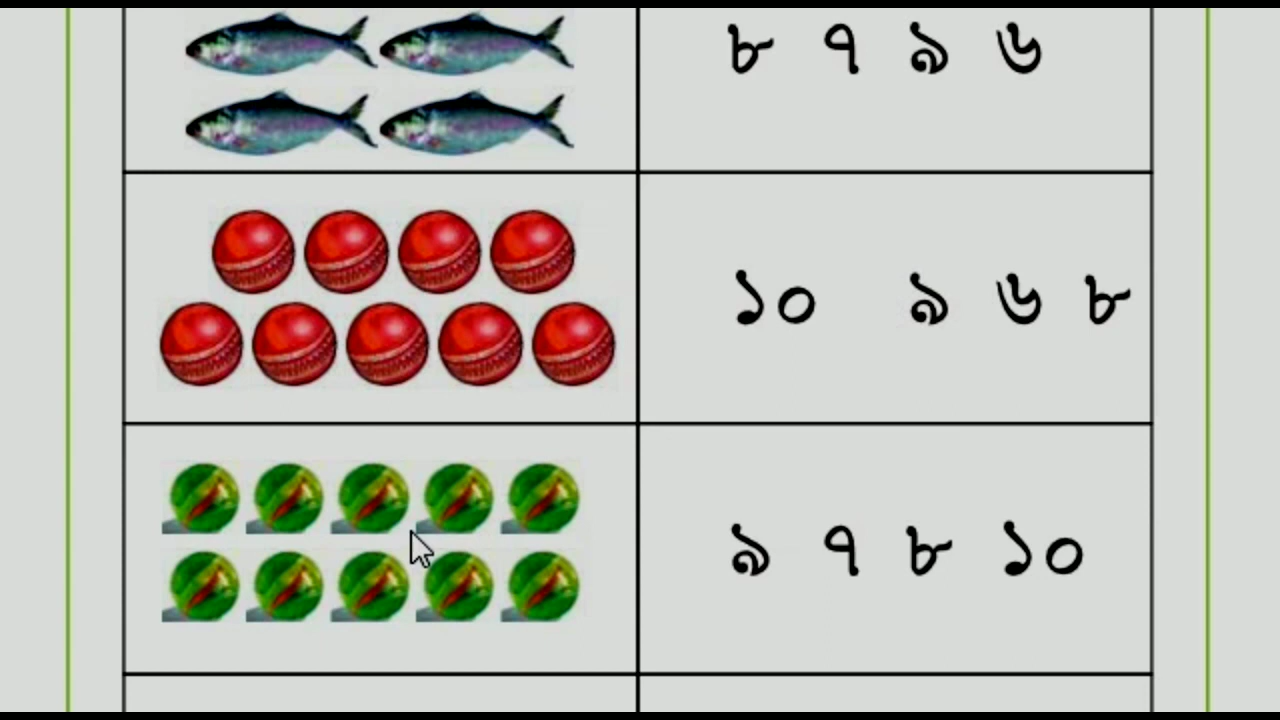 ৮ ৭ ৯ ৬
১০ ৯ ৬ ৮
৯ ৭ ৮ ১০